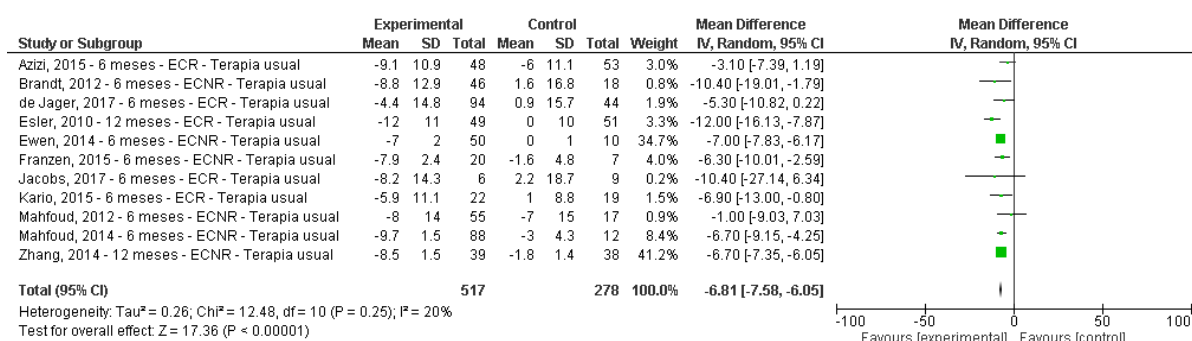 Experimental Control Mean Difference Mean Difference
Study or Subgroup Mean SD Total Mean SD Total Weight IV, Random, 95% CI IV, Random, 95% CI
Azizi, 2015 - 6 meses - ECR - Terapia usual -9.1 10.9 48 -6 11.1 53 3.0% -3.10 [-7.39, 1.19]
Brandt, 2012 - 6 meses - ECNR - Terapia usual -8.8 12.9 46 1.6 16.8 18 0.8% -10.40 [-19.01, -1.79]
de Jager, 2017 - 6 meses - ECR - Terapia usual -4.4 14.8 94 0.9 15.7 44 1.9% -5.30 [-10.82, 0.22]
Esler, 2010 - 12 meses - ECR - Terapia usual -12 11 49 0 10 51 3.3% -12.00 [-16.13, -7.87]
Ewen, 2014 - 6 meses - ECNR - Terapia usual -7 2 50 0 1 10 34.7% -7.00 [-7.83, -6.17]
Franzen, 2015 - 6 meses - ECNR - Terapia usual -7.9 2.4 20 -1.6 4.8 7 4.0% -6.30 [-10.01, -2.59]
Jacobs, 2017 - 6 meses - ECR - Terapia usual -8.2 14.3 6 2.2 18.7 9 0.2% -10.40 [-27.14, 6.34]
Kario, 2015 - 6 meses - ECR - Terapia usual -5.9 11.1 22 1 8.8 19 1.5% -6.90 [-13.00, -0.80]
Mahfoud, 2012 - 6 meses - ECNR - Terapia usual -8 14 55 -7 15 17 0.9% -1.00 [-9.03, 7.03]
Mahfoud, 2014 - 6 meses - ECNR - Terapia usual -9.7 1.5 88 -3 4.3 12 8.4% -6.70 [-9.15, -4.25]
Zhang, 2014 - 12 meses - ECNR - Terapia usual -8.5 1.5 39 -1.8 1.4 38 41.2% -6.70 [-7.35, -6.05]
Total (95% CI) 517 278 100.0% -6.81 [-7.58, -6.05]
Heterogeneity: Tau² = 0.26; Chi² = 12.48, df = 10 (P = 0.25); I² = 20%
Test for overall effect: Z = 17.36 (P < 0.00001)
-100 -50 0 50 100
Favours [experimental] Favours [control]